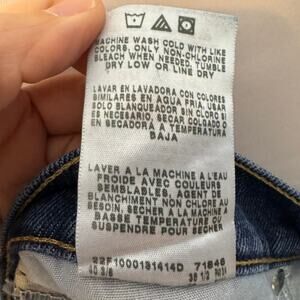 MACHINE WASH COLD WITH LIKE
COLORS, ONLY NON-CHLORINE
BLEACH WHEN NEEDED, TUMBLE
DRY LOW OR LINE DRY
LAVAR EN LAVADORA CON COLORES
SIMILARES EN AGUA FRIA, USAR
SOLO BLANQUEADOR SIN CLORO SI
ES NECESARIO, SECAR COLGADO O
EN SECADORA A TEMPERATURA
BAJA
LAVER A LA MACHINE A L'EAU
FROIDE AVEC COULEURS
SEMBLABLES, AGENT DE
BLANCHIMENT NON CHLORE AU
BESOIN, SECHER A LA MACHINE A
BASSE TEMPERATURE OU
SUSPENDRE POUR SECHER
22F1000131414D 71846